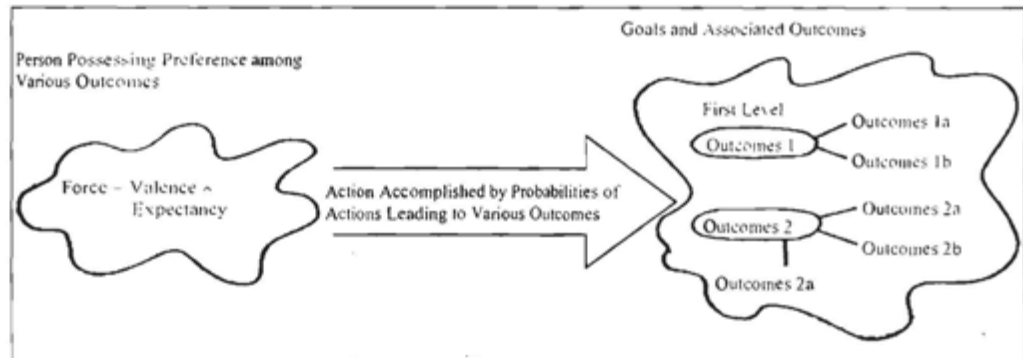 Person Possessing Preference among
Various Outcomes
Force – Valence ×
Expectancy
Action Accomplished by Probabilities of
Actions Leading to Various Outcomes
Goals and Associated Outcomes
First Level
Outcomes 1
Outcomes 1a
Outcomes 1b
Outcomes 2
Outcomes 2a
Outcomes 2b
Outcomes 2a